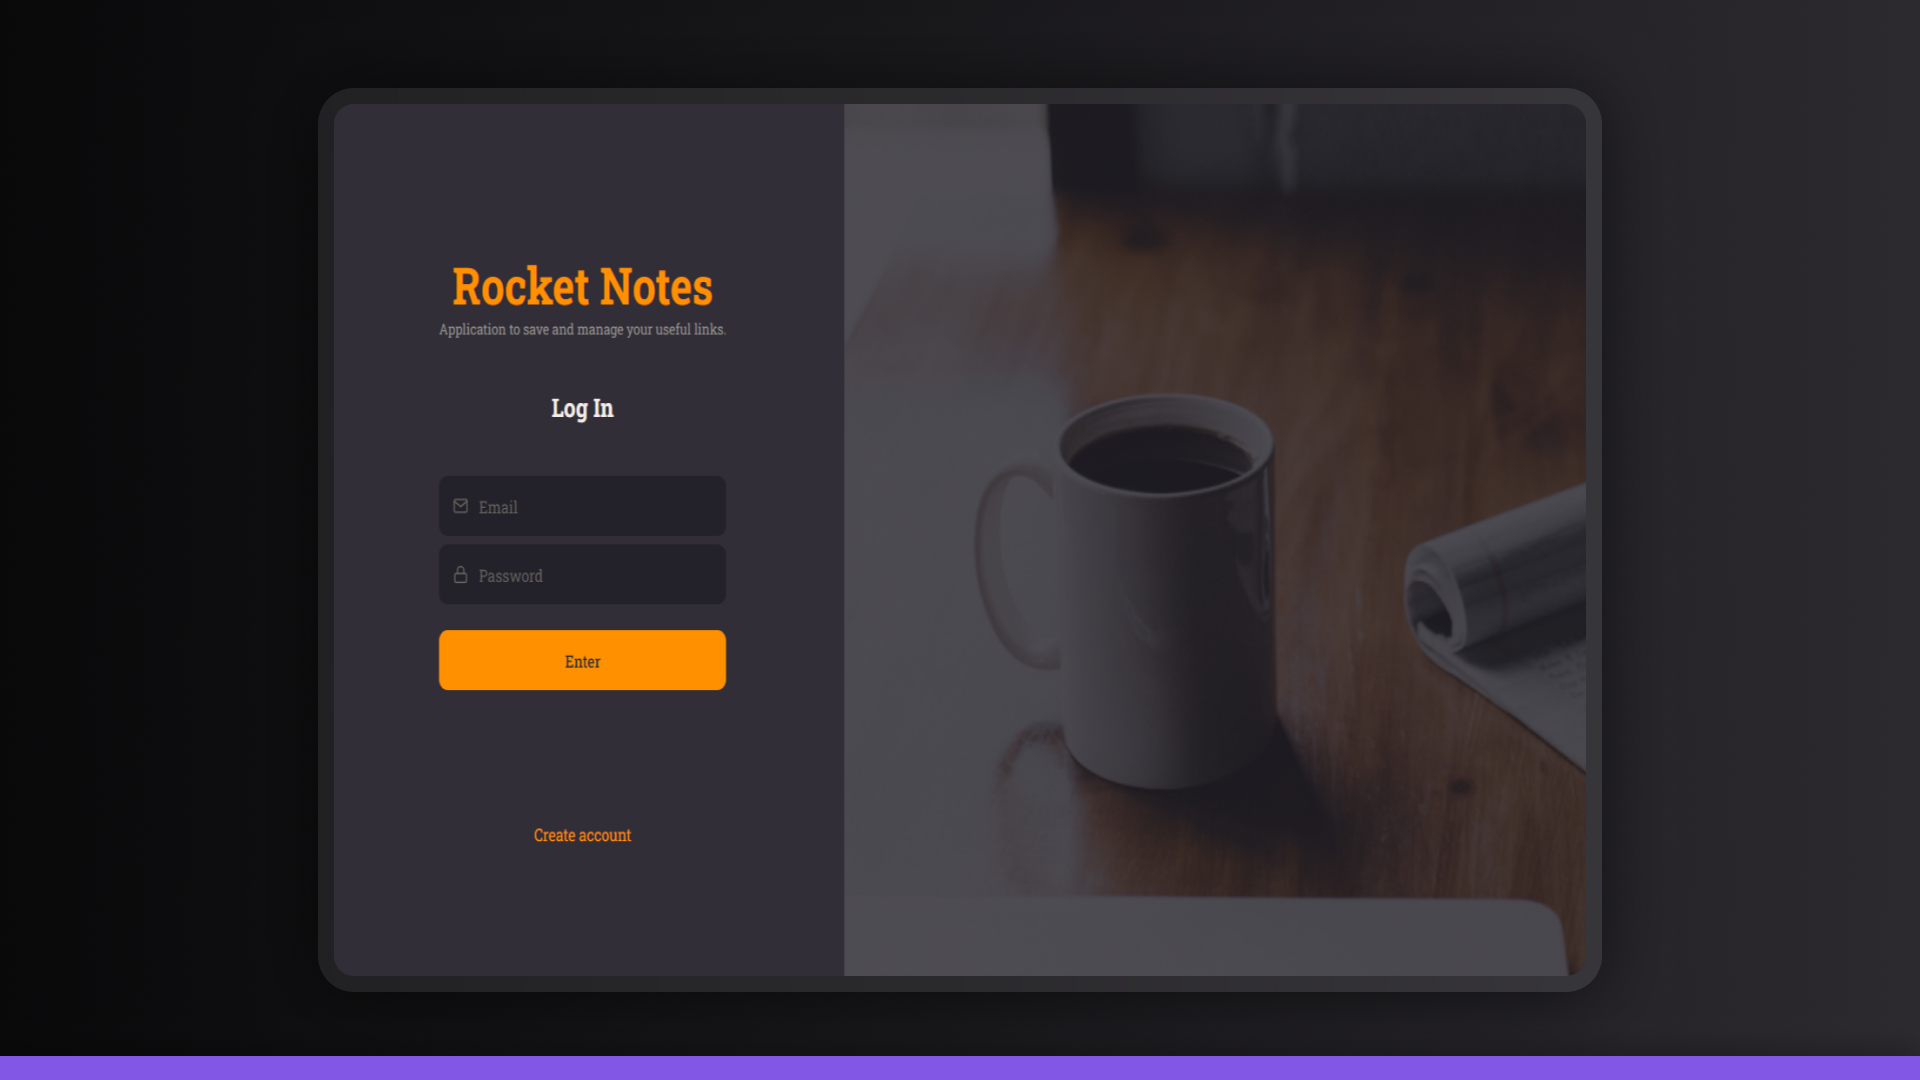 Rocket Notes
Application to save and manage your useful links.
Log In
Email
Password
Enter
Create account